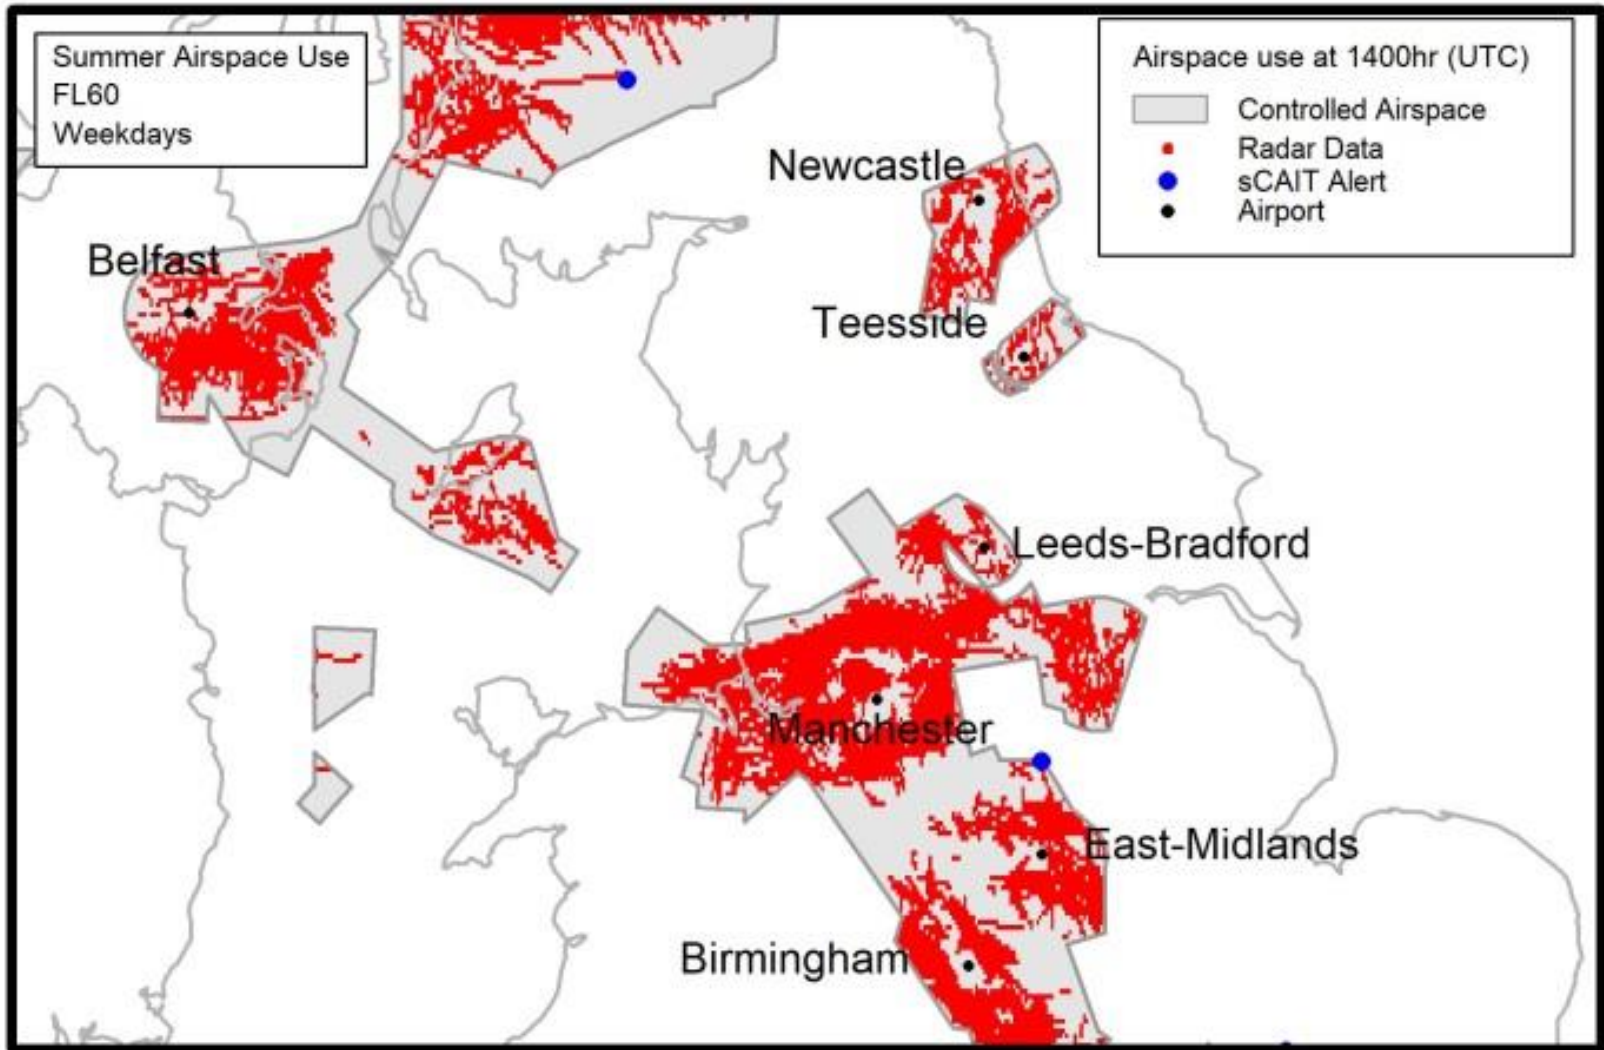 Summer Airspace Use
FL60
Weekdays
Airspace use at 1400hr (UTC)
Controlled Airspace
Radar Data
sCAIT Alert
Airport
Newcastle
Belfast
Teesside
Leeds-Bradford
Manchester
East-Midlands
Birmingham